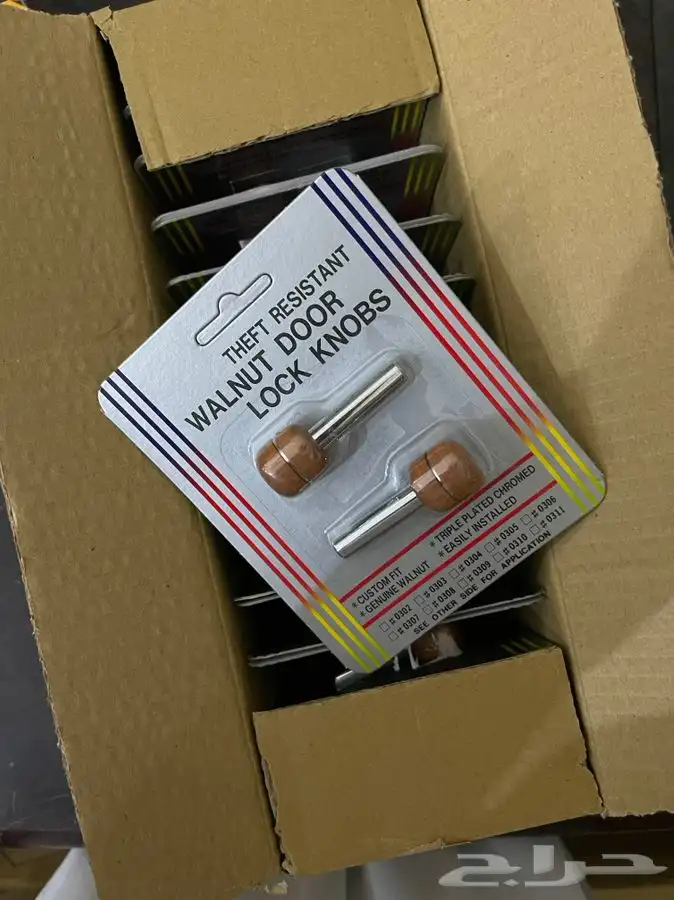 THEFT RESISTANT
WALNUT DOOR
LOCK KNOBS
* CUSTOM FIT
* TRIPLE PLATED CHROMED
* GENUINE WALNUT
* EASILY INSTALLED
#0302 #0303 #0304 #0305 #0306
#0307 #0308 #0309 #0310 #0311
SEE OTHER SIDE FOR APPLICATION
حراج